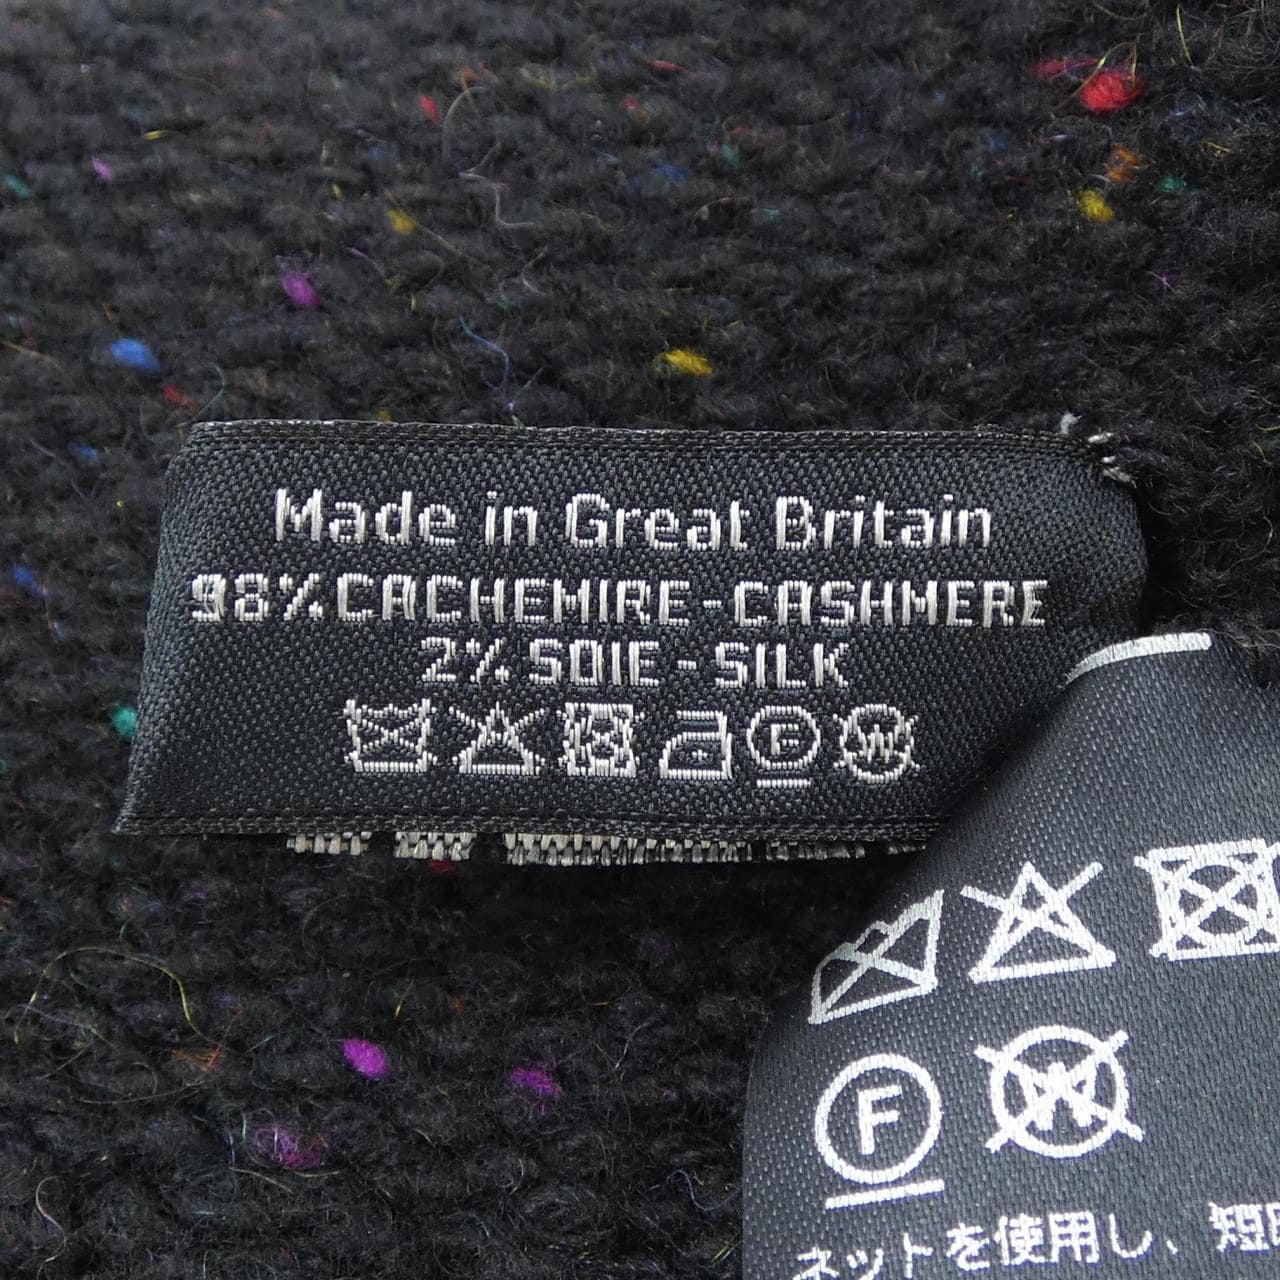 Made in Great Britain
98% CACHEMIRE - CASHMERE
2% SOIE - SILK
F W
F W
ネットを使用し、短